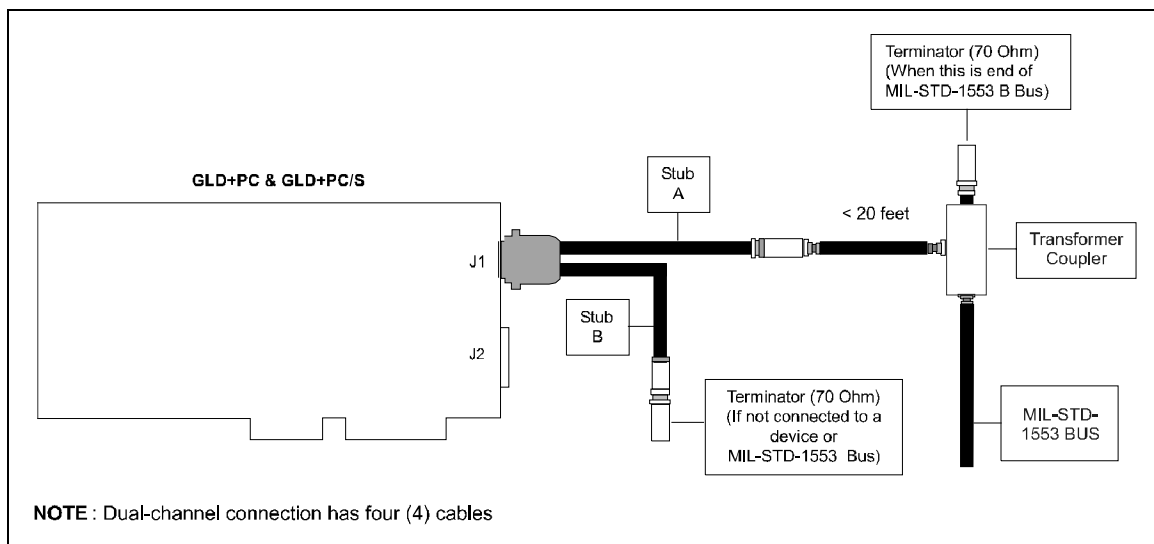 Terminator (70 Ohm)
(When this is end of
MIL-STD-1553 B Bus)
GLD+PC & GLD+PC/S
Stub
A
< 20 feet
J1
Transformer
Coupler
Stub
B
J2
Terminator (70 Ohm)
(If not connected to a
device or
MIL-STD-1553 Bus)
MIL-STD-
1553 BUS
NOTE : Dual-channel connection has four (4) cables